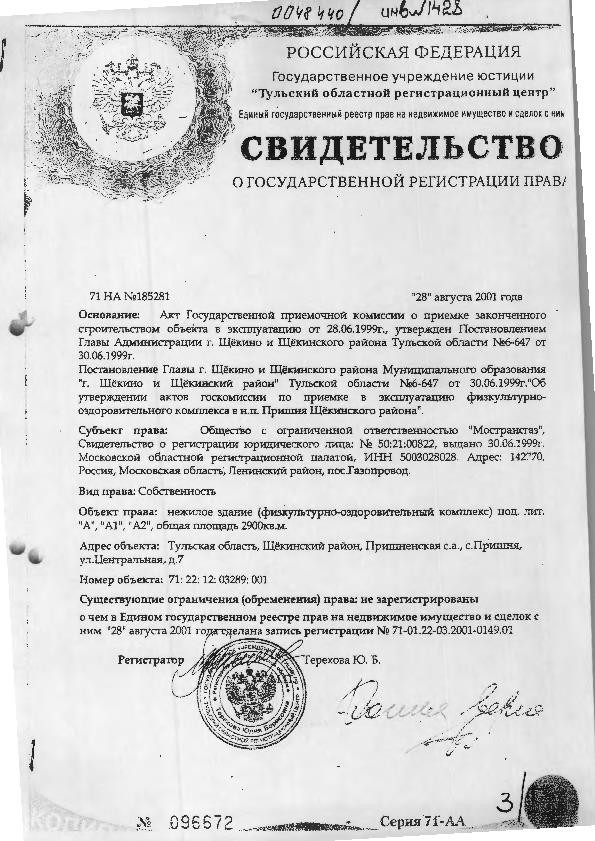 0048440/ инв№1428
РОССИЙСКАЯ ФЕДЕРАЦИЯ
Государственное учреждение юстиции
"Тульский областной регистрационный центр"
Единый государственный реестр прав на недвижимое имущество и сделок с ним
СВИДЕТЕЛЬСТВО
О ГОСУДАРСТВЕННОЙ РЕГИСТРАЦИИ ПРАВА
71 НА №185281 "28" августа 2001 года
Основание: Акт Государственной приемочной комиссии о приемке законченного
строительством объекта в эксплуатацию от 28.06.1999г., утвержден Постановлением
Главы Администрации г. Щёкино и Щёкинского района Тульской области №6-647 от
30.06.1999г.
Постановление Главы г. Щёкино и Щёкинского района Муниципального образования
"г. Щёкино и Щёкинский район" Тульской области №6-647 от 30.06.1999г."Об
утверждении актов госкомиссии по приемке в эксплуатацию физкультурно-
оздоровительного комплекса в н.п. Пришня Щёкинского района".
Субъект права: Общество с ограниченной ответственностью "Мострансгаз",
Свидетельство о регистрации юридического лица: № 50:21:00822, выдано 30.06.1999г.
Московской областной регистрационной палатой, ИНН 5003028028. Адрес: 142770,
Россия, Московская область, Ленинский район, пос.Газопровод.
Вид права: Собственность
Объект права: нежилое здание (физкультурно-оздоровительный комплекс) под лит.
"А", "А1", "А2", общая площадь 2900кв.м.
Адрес объекта: Тульская область, Щёкинский район, Пришненская с.а., с.Пришня,
ул.Центральная, д.7
Номер объекта: 71: 22: 12: 03289: 001
Существующие ограничения (обременения) права: не зарегистрированы
о чем в Едином государственном реестре прав на недвижимое имущество и сделок с
ним "28" августа 2001 года сделана запись регистрации № 71-01.22-03.2001-0149.01
Регистратор Терехова Ю. Б.
3/
№ 096672 Серия 71-АА